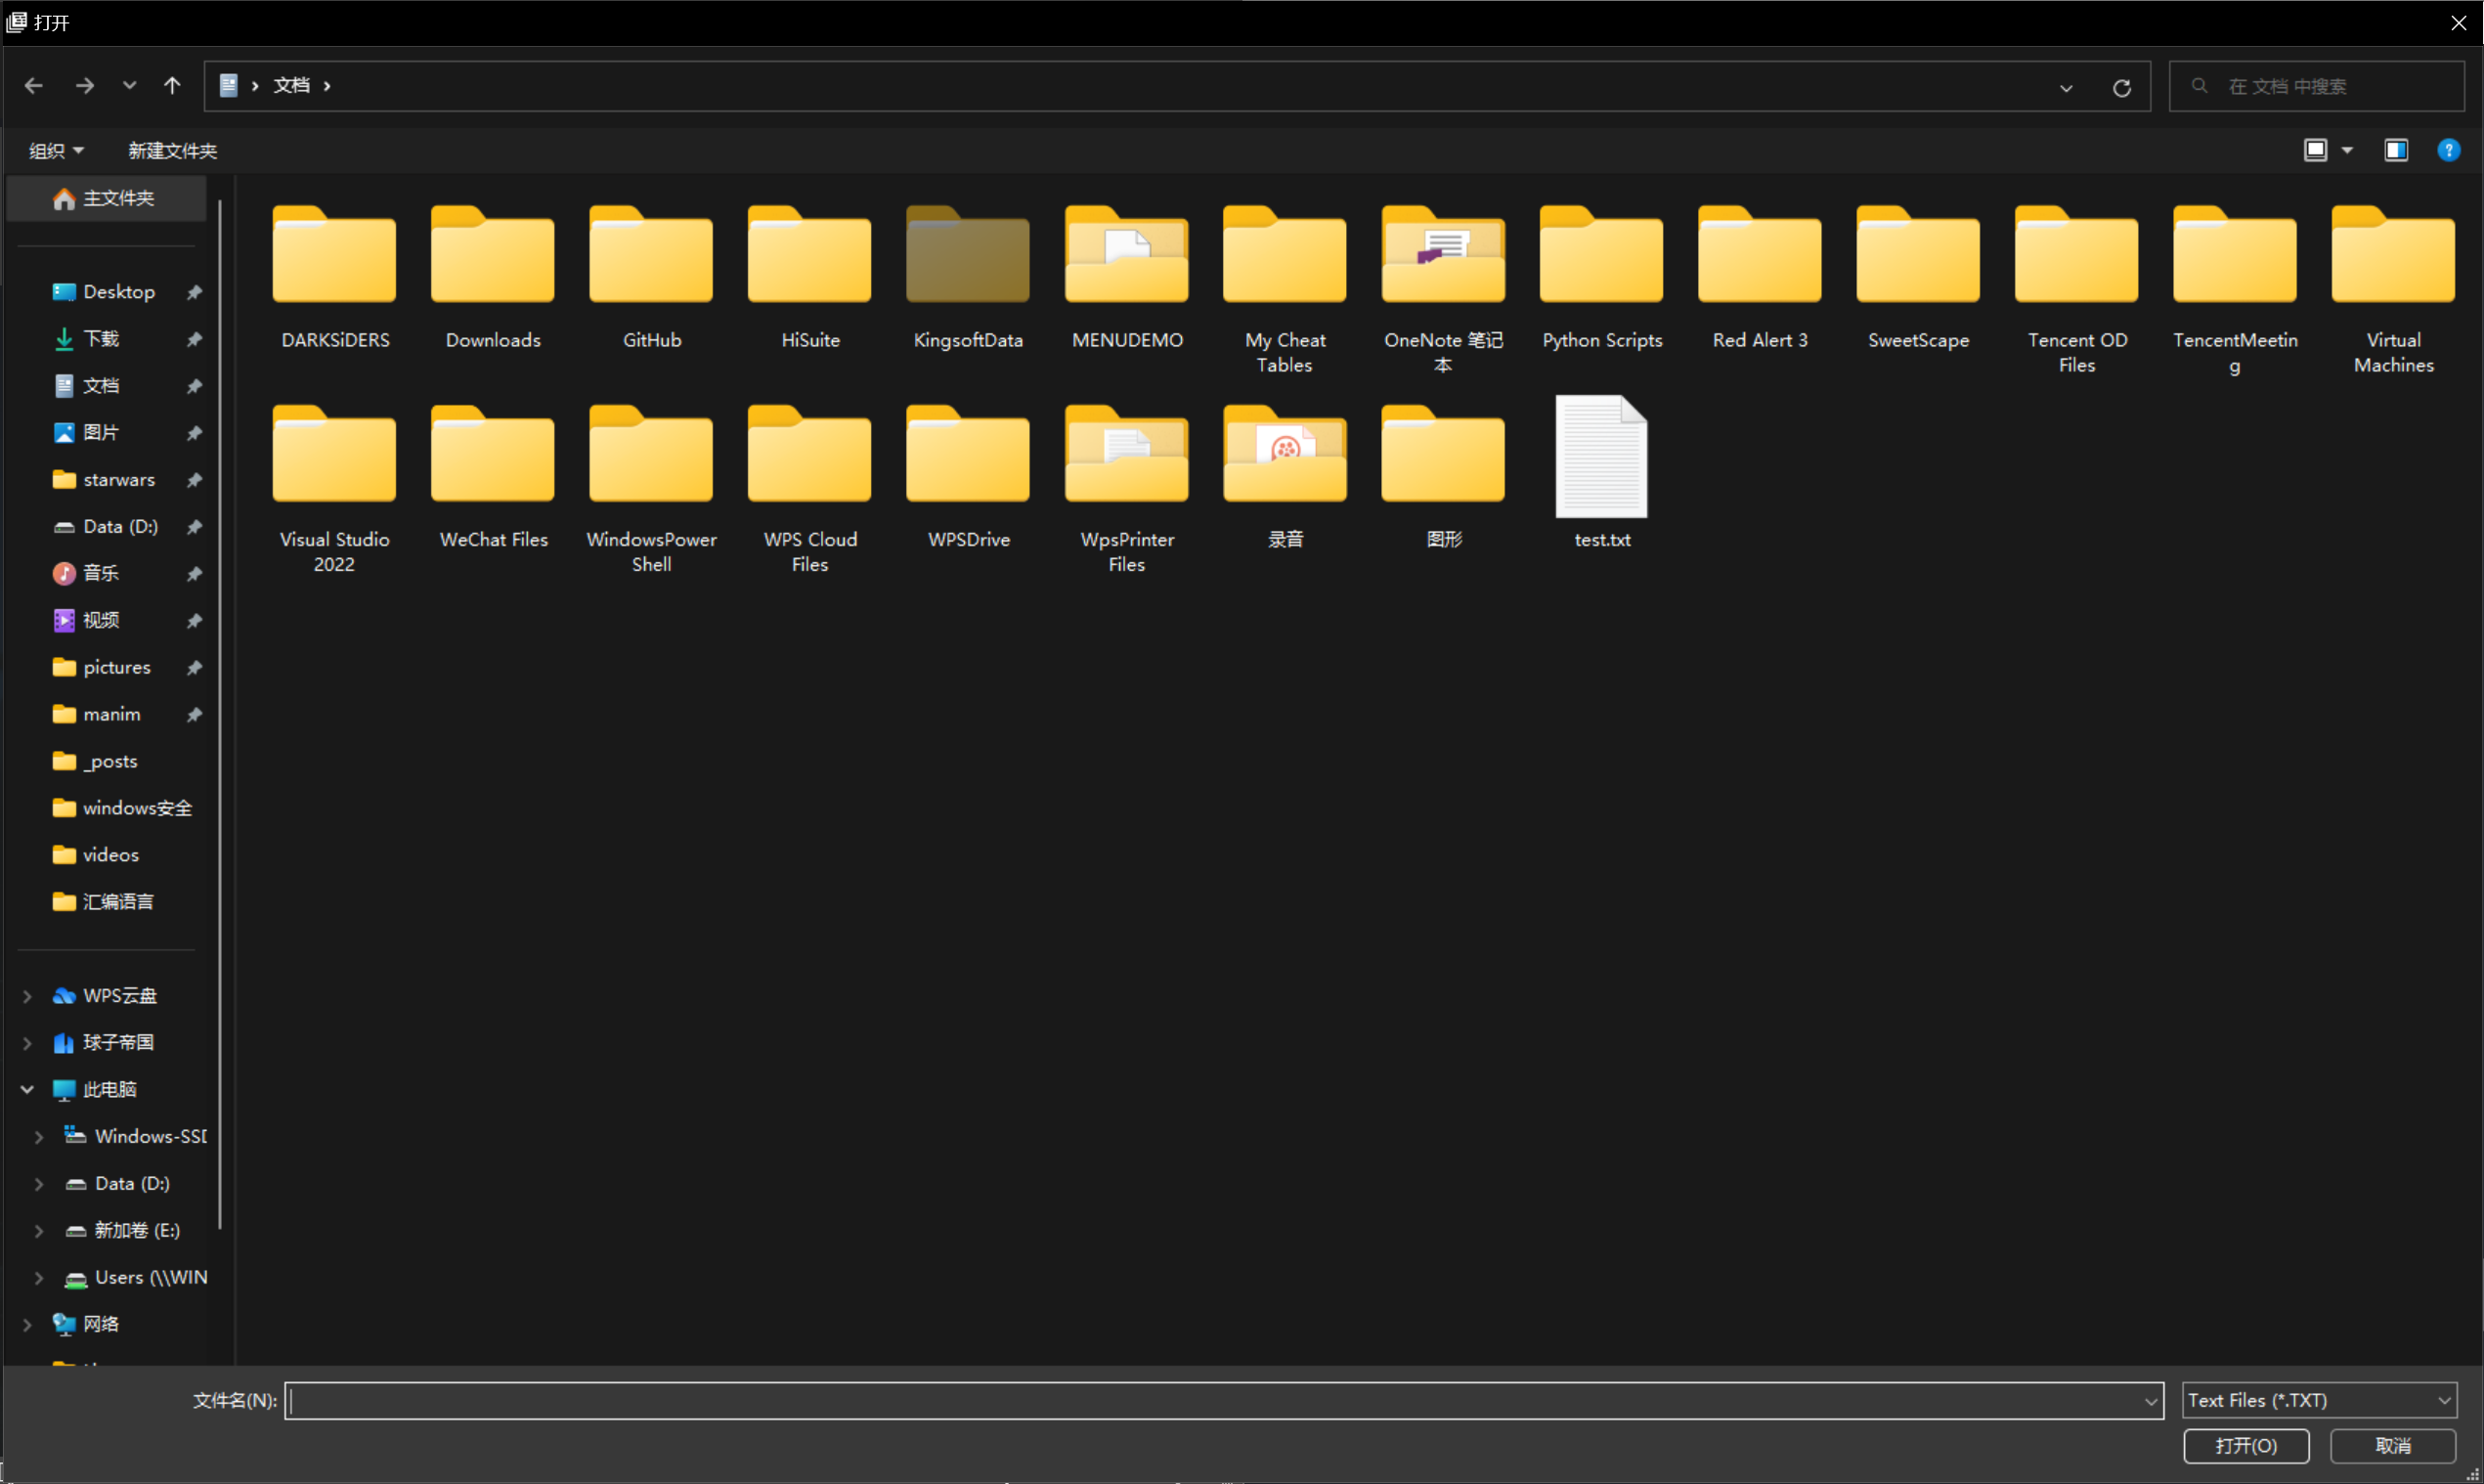 打开
文档
在 文档 中搜索
组织
新建文件夹
主文件夹
Desktop
下载
文档
图片
starwars
Data (D:)
音乐
视频
pictures
manim
_posts
windows安全
videos
汇编语言
WPS云盘
球子帝国
此电脑
Windows-SSD
Data (D:)
新加卷 (E:)
Users (\\WIN
网络
DARKSiDERS
Downloads
GitHub
HiSuite
KingsoftData
MENUDEMO
My Cheat
Tables
OneNote 笔记
本
Python Scripts
Red Alert 3
SweetScape
Tencent OD
Files
TencentMeetin
g
Virtual
Machines
Visual Studio
2022
WeChat Files
WindowsPower
Shell
WPS Cloud
Files
WPSDrive
WpsPrinter
Files
录音
图形
test.txt
文件名(N):
Text Files (*.TXT)
打开(O)
取消